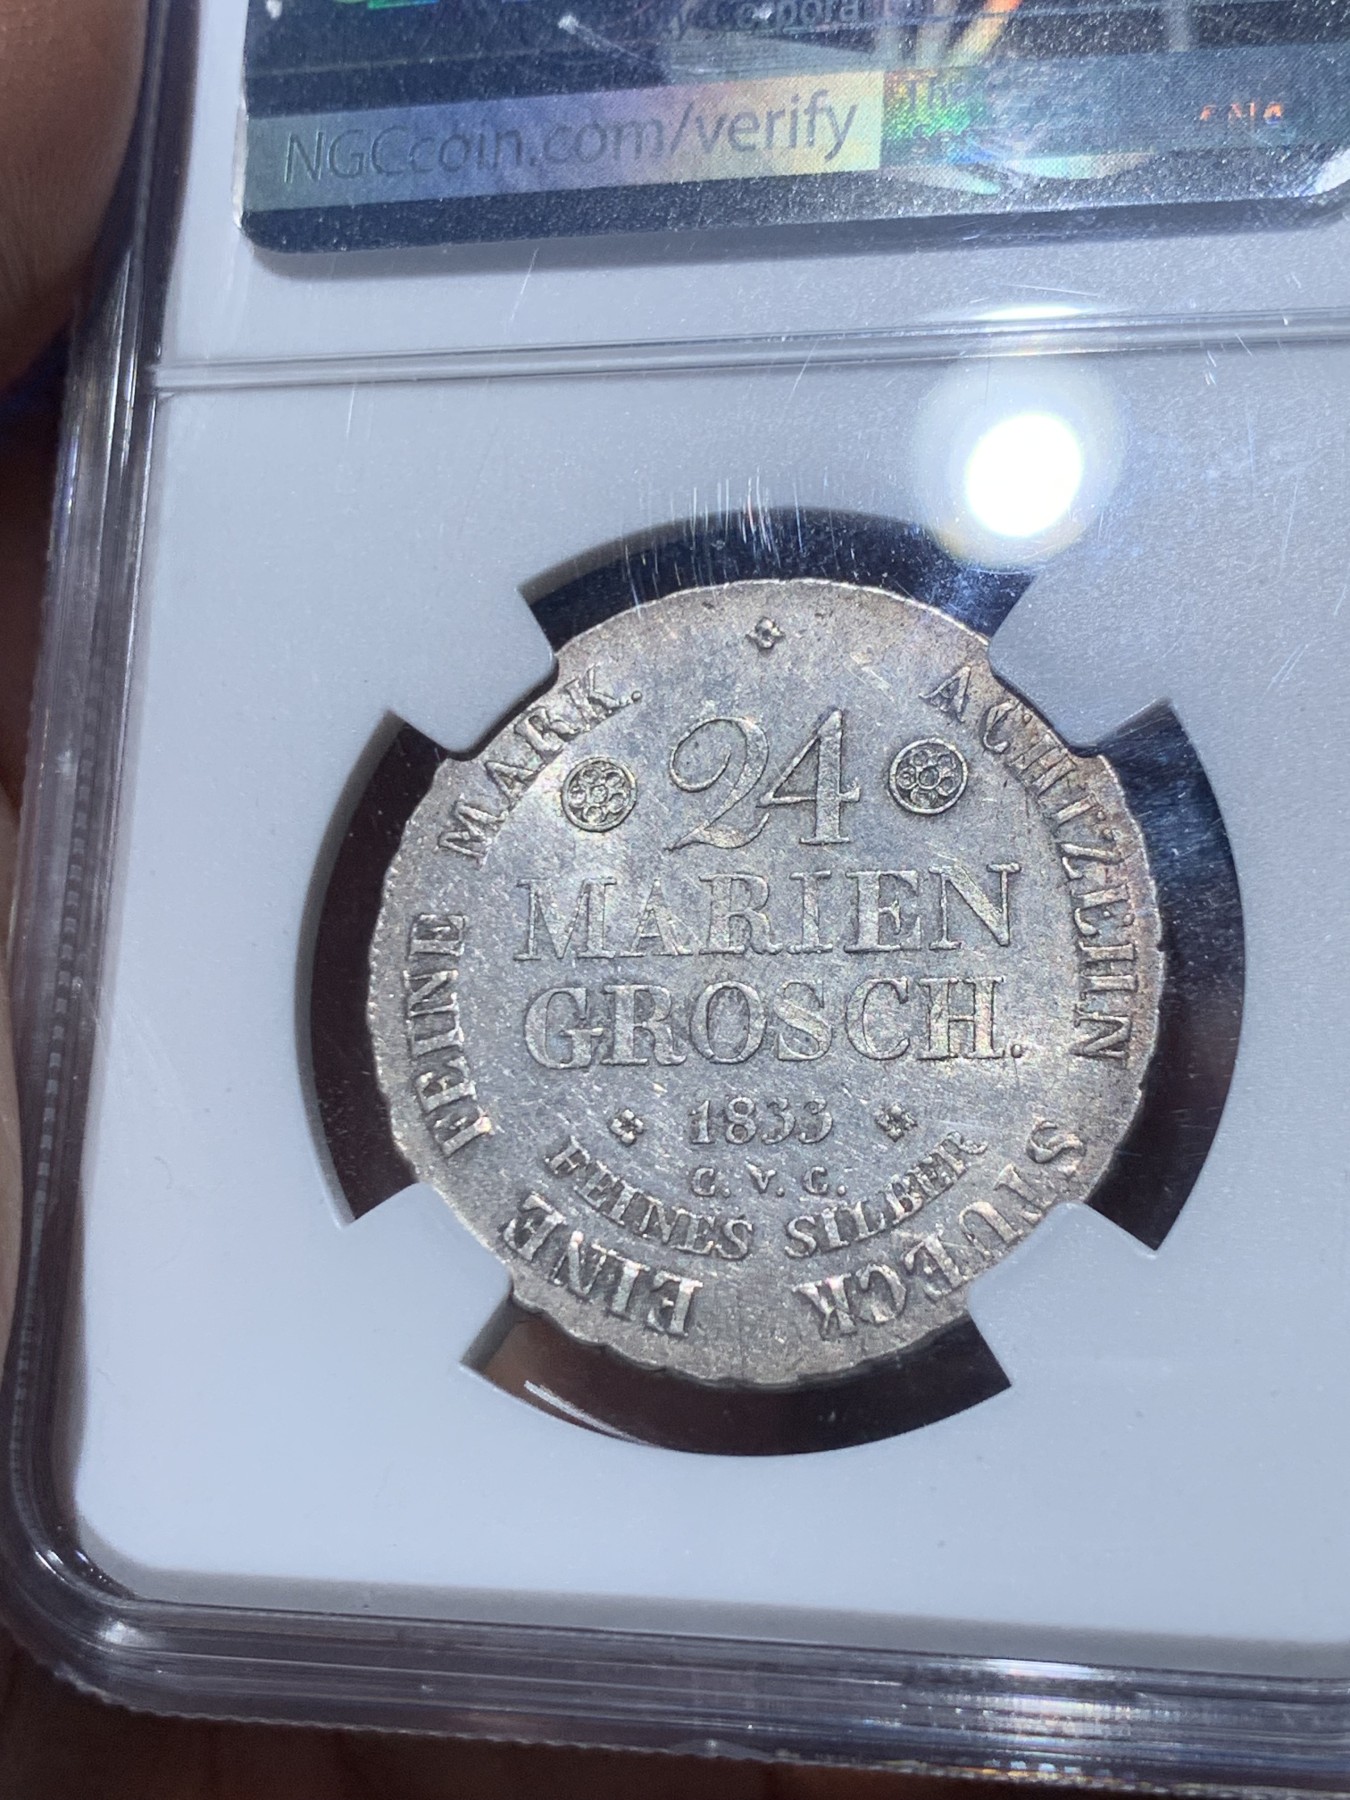 NGCcoin.com/verify
ACHTZEHN STUECK EINE FEINE MARK.
24
MARIEN
GROSCH.
1833
C. V. C.
FEINES SILBER